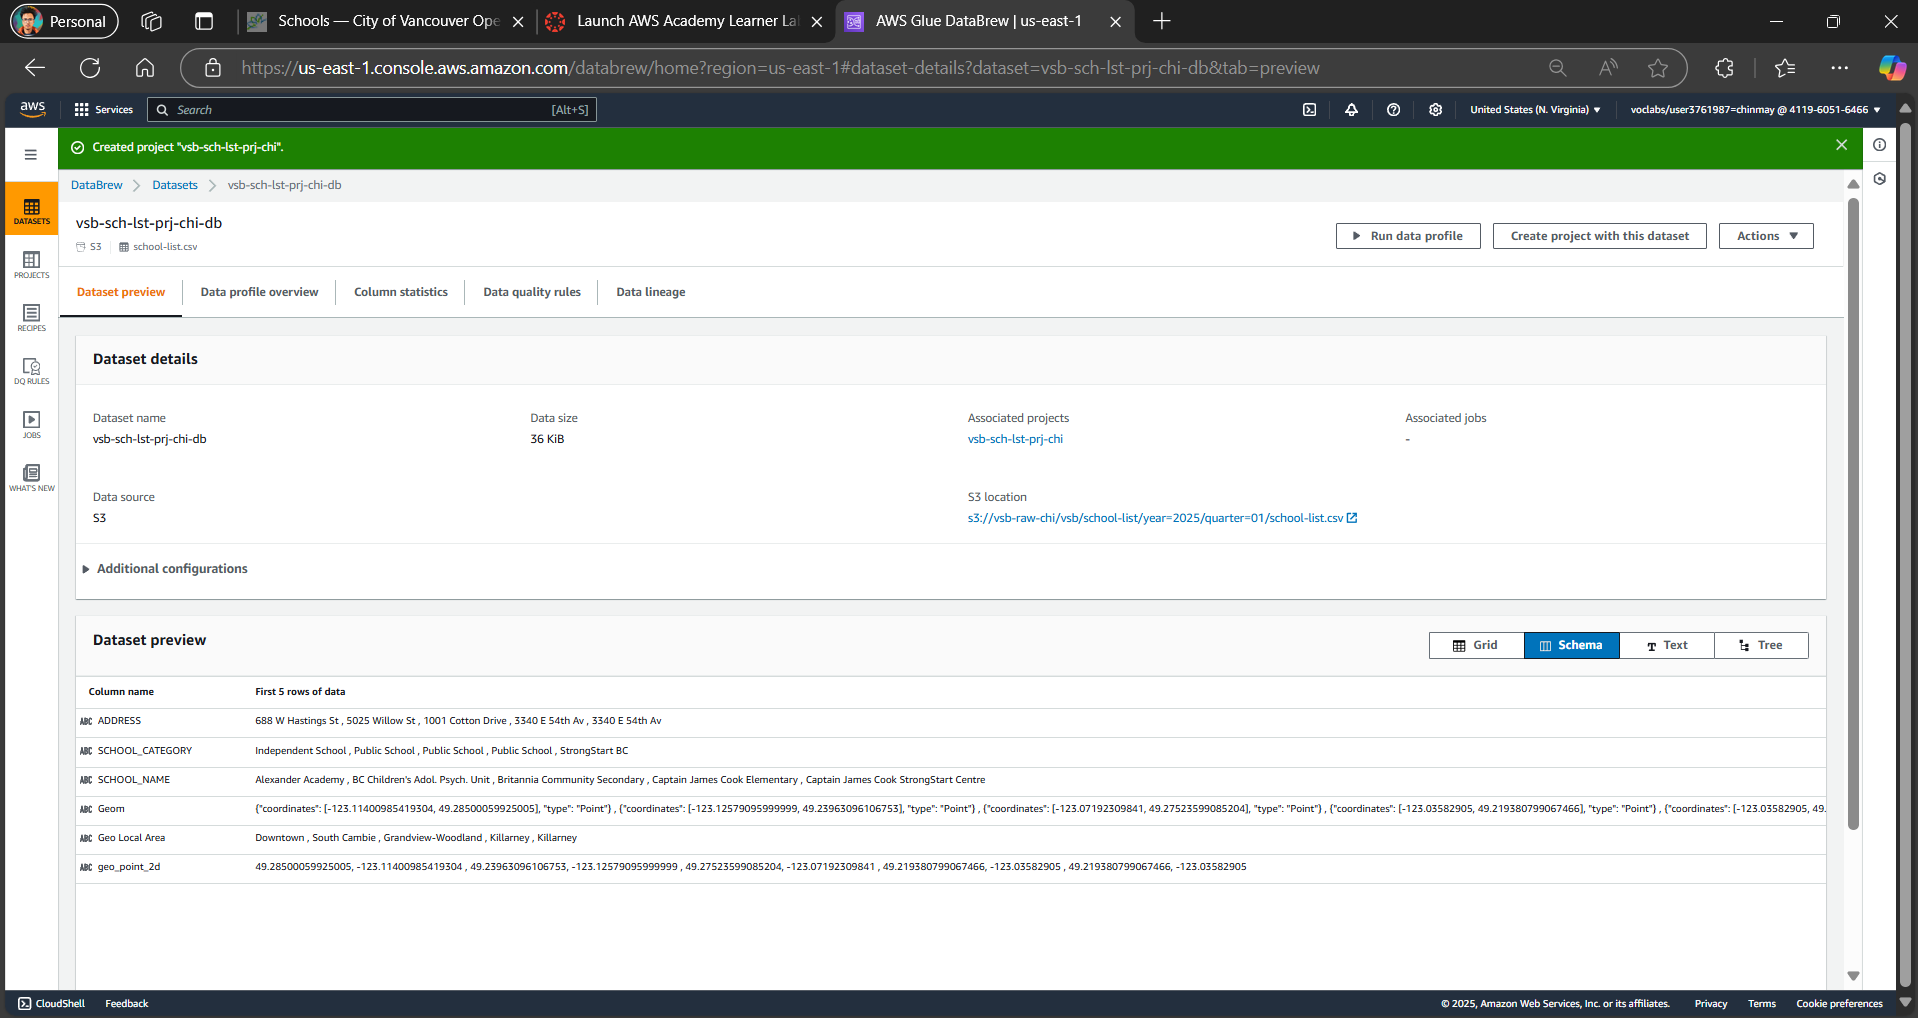 Personal
Schools — City of Vancouver Ope
Launch AWS Academy Learner La
AWS Glue DataBrew | us-east-1
https://us-east-1.console.aws.amazon.com/databrew/home?region=us-east-1#dataset-details?dataset=vsb-sch-lst-prj-chi-db&tab=preview
aws
Services
Search
[Alt+S]
United States (N. Virginia)
voclabs/user3761987=chinmay @ 4119-6051-6466
Created project "vsb-sch-lst-prj-chi".
DATASETS
PROJECTS
RECIPES
DQ RULES
JOBS
WHAT'S NEW
DataBrew
Datasets
vsb-sch-lst-prj-chi-db
vsb-sch-lst-prj-chi-db
S3
school-list.csv
Run data profile
Create project with this dataset
Actions
Dataset preview
Data profile overview
Column statistics
Data quality rules
Data lineage
Dataset details
Dataset name
vsb-sch-lst-prj-chi-db
Data size
36 KiB
Associated projects
vsb-sch-lst-prj-chi
Associated jobs
-
Data source
S3
S3 location
s3://vsb-raw-chi/vsb/school-list/year=2025/quarter=01/school-list.csv
Additional configurations
Dataset preview
Grid
Schema
Text
Tree
Column name First 5 rows of data
ABC ADDRESS 688 W Hastings St , 5025 Willow St , 1001 Cotton Drive , 3340 E 54th Av , 3340 E 54th Av
ABC SCHOOL_CATEGORY Independent School , Public School , Public School , Public School , StrongStart BC
ABC SCHOOL_NAME Alexander Academy , BC Children's Adol. Psych. Unit , Britannia Community Secondary , Captain James Cook Elementary , Captain James Cook StrongStart Centre
ABC Geom {"coordinates": [-123.11400985419304, 49.28500059925005], "type": "Point"} , {"coordinates": [-123.12579095999999, 49.23963096106753], "type": "Point"} , {"coordinates": [-123.07192309841, 49.27523599085204], "type": "Point"} , {"coordinates": [-123.03582905, 49.219380799067466], "type": "Point"} , {"coordinates": [-123.03582905, 49.
ABC Geo Local Area Downtown , South Cambie , Grandview-Woodland , Killarney , Killarney
ABC geo_point_2d 49.28500059925005, -123.11400985419304 , 49.23963096106753, -123.12579095999999 , 49.27523599085204, -123.07192309841 , 49.219380799067466, -123.03582905 , 49.219380799067466, -123.03582905
CloudShell
Feedback
© 2025, Amazon Web Services, Inc. or its affiliates.
Privacy
Terms
Cookie preferences